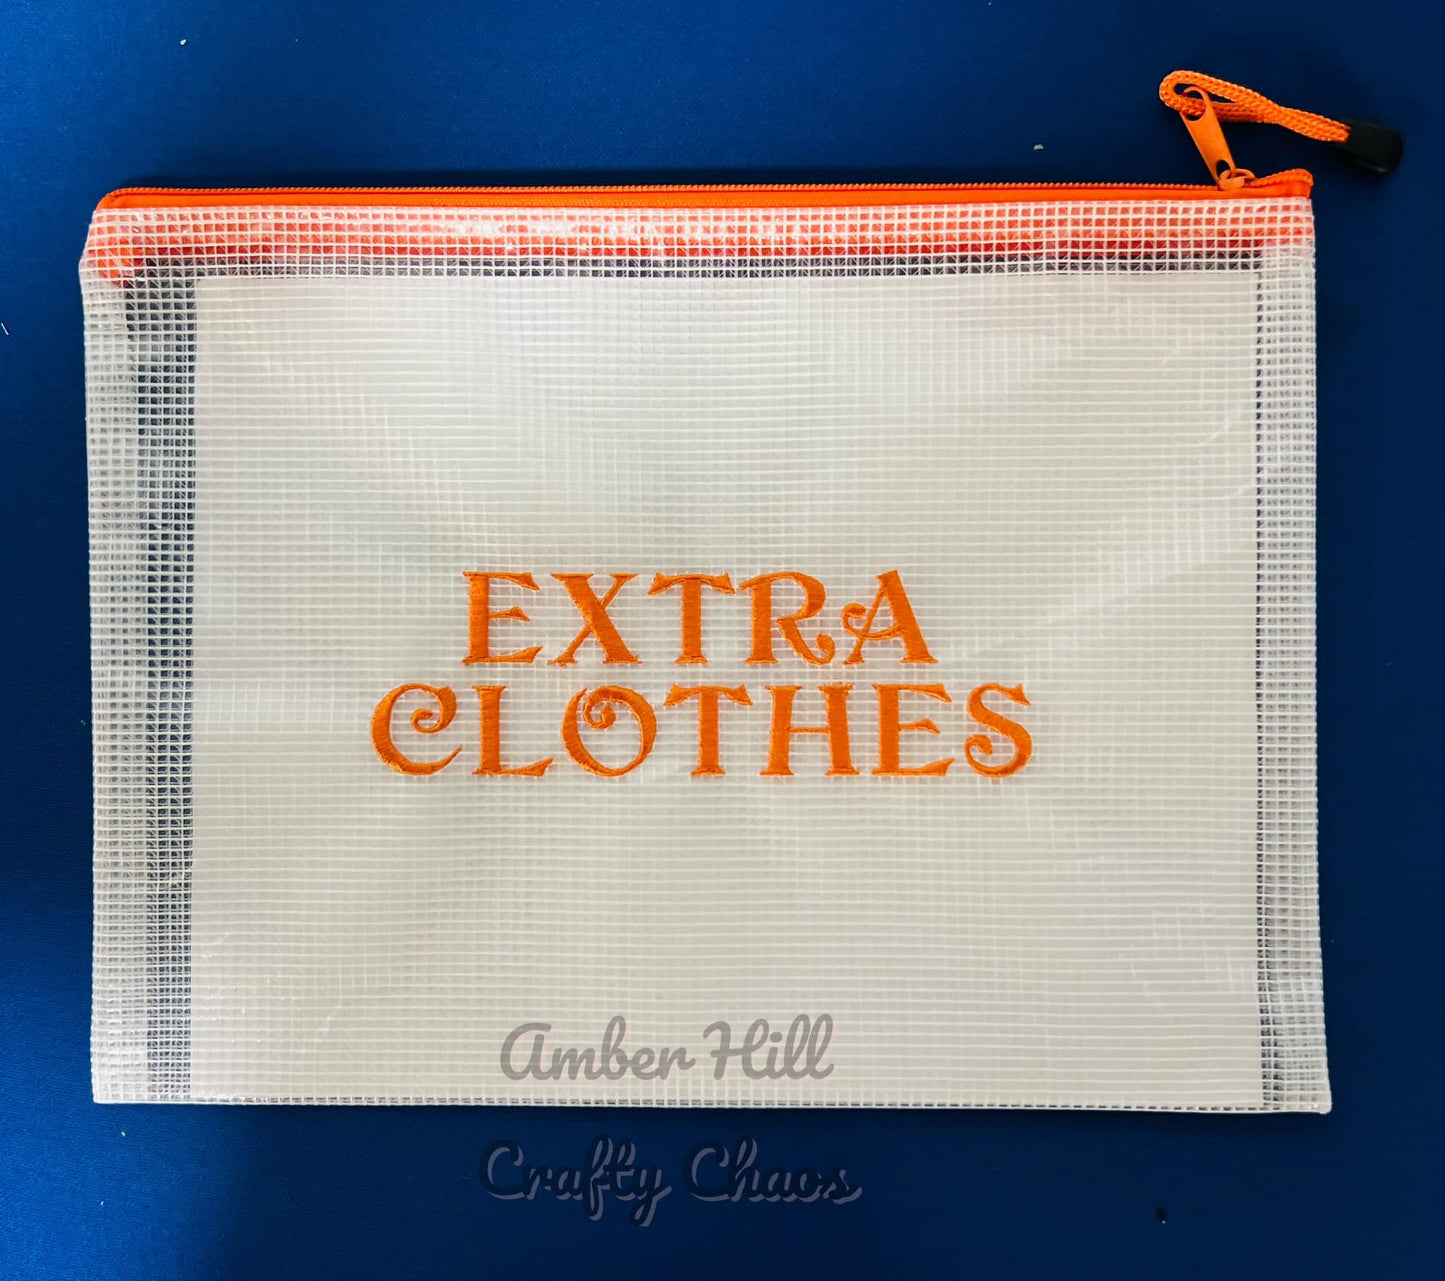 EXTRA
CLOTHES
Amber Hill
Crafty Chaos